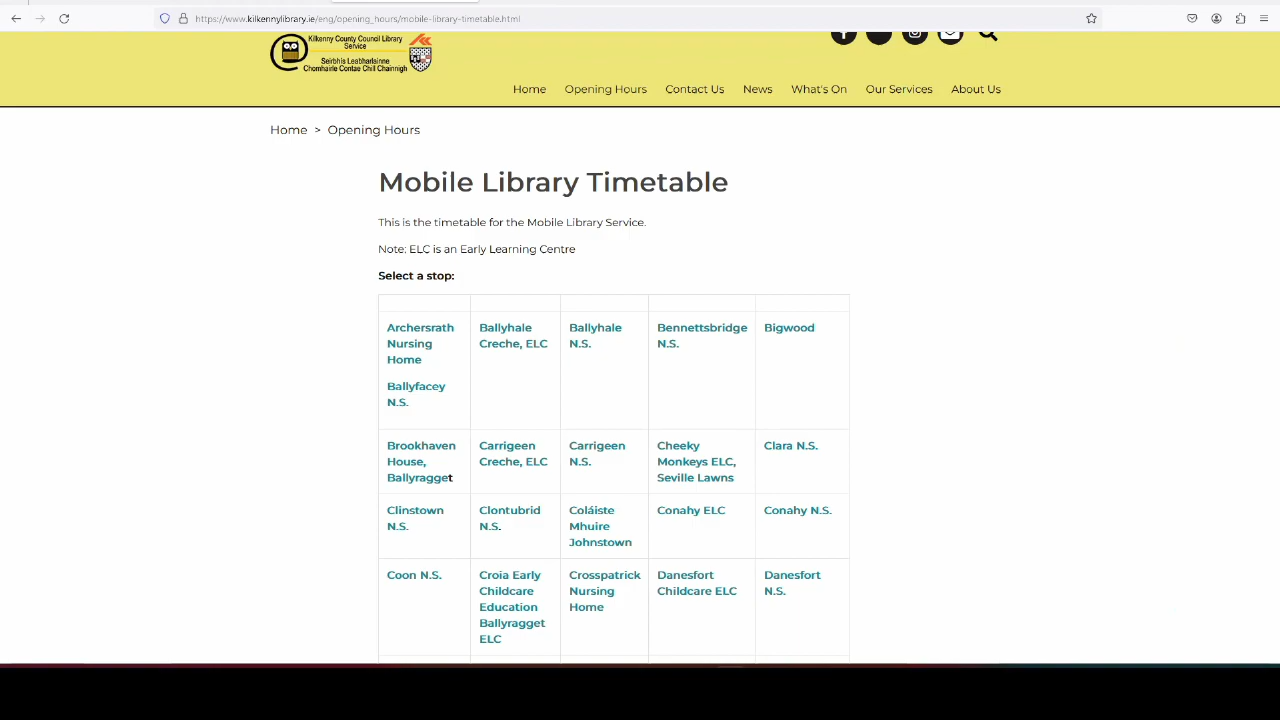 https://www.kilkennylibrary.ie/eng/opening_hours/mobile-library-timetable.html
Kilkenny County Council Library
Service
Seirbhís Leabharlainne
Chomhairle Contae Chill Chainnigh
Home Opening Hours Contact Us News What's On Our Services About Us
Home > Opening Hours
Mobile Library Timetable
This is the timetable for the Mobile Library Service.
Note: ELC is an Early Learning Centre
Select a stop:
Archersrath
Nursing
Home
Ballyfacey
N.S.
Ballyhale
Creche, ELC
Ballyhale
N.S.
Bennettsbridge
N.S.
Bigwood
Brookhaven
House,
Ballyragget
Carrigeen
Creche, ELC
Carrigeen
N.S.
Cheeky
Monkeys ELC,
Seville Lawns
Clara N.S.
Clinstown
N.S.
Clontubrid
N.S.
Coláiste
Mhuire
Johnstown
Conahy ELC
Conahy N.S.
Coon N.S.
Croia Early
Childcare
Education
Ballyragget
ELC
Crosspatrick
Nursing
Home
Danesfort
Childcare ELC
Danesfort
N.S.